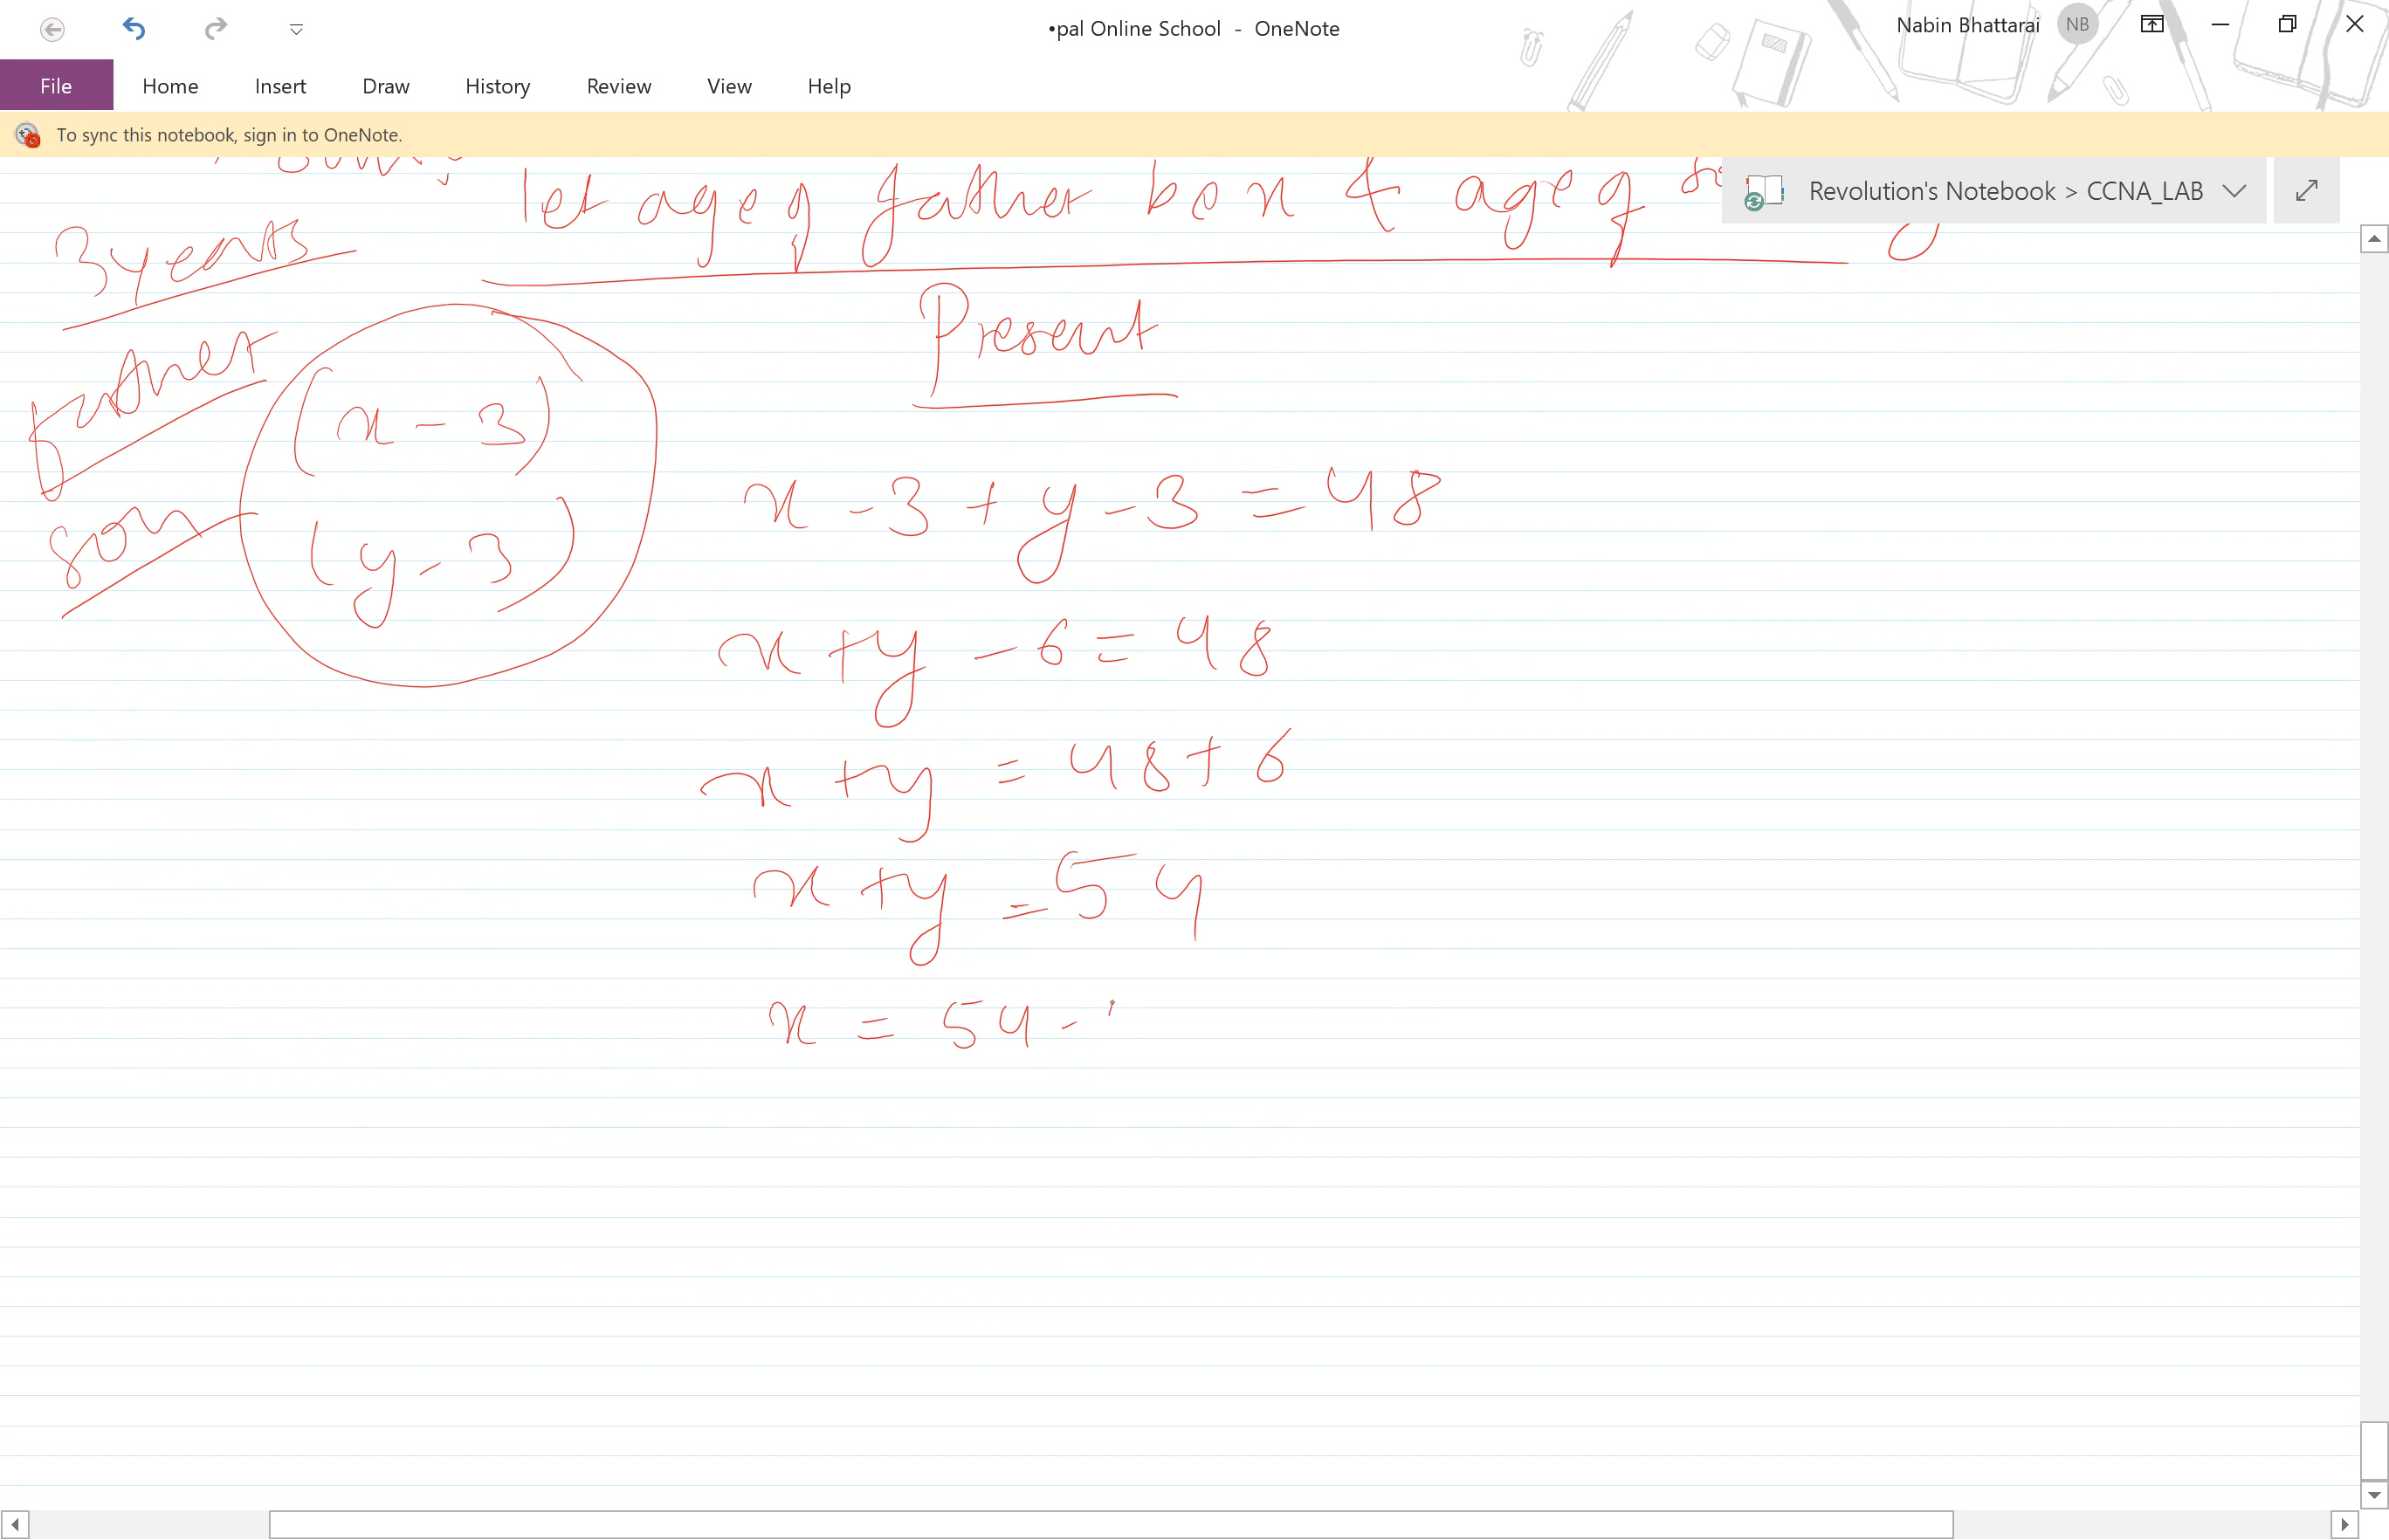 •pal Online School - OneNote
Nabin Bhattarai NB
File Home Insert Draw History Review View Help
To sync this notebook, sign in to OneNote.
Revolution's Notebook > CCNA_LAB
let age of father be x & age of
3 years
Present
father (x - 3)
son (y - 3)
x - 3 + y - 3 = 48
x + y - 6 = 48
x + y = 48 + 6
x + y = 54
x = 54 -